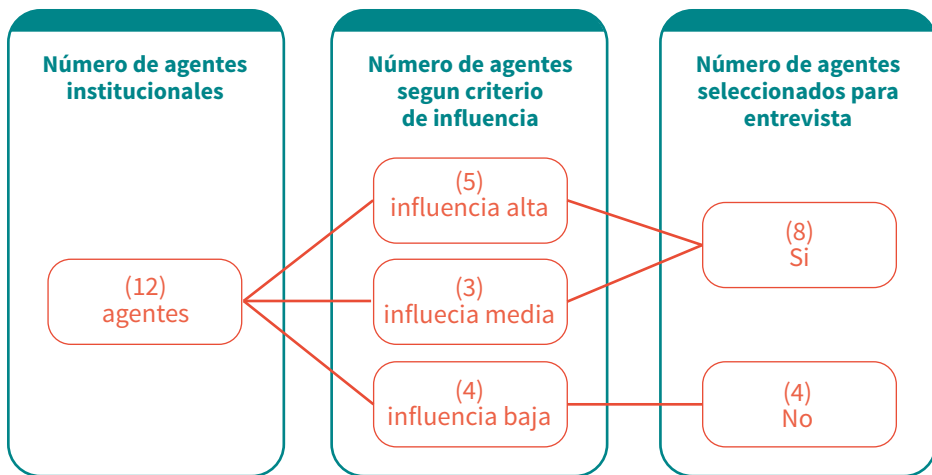 Número de agentes
institucionales
(12)
agentes
Número de agentes
segun criterio
de influencia
(5)
influencia alta
(3)
influecia media
(4)
influencia baja
Número de agentes
seleccionados para
entrevista
(8)
Si
(4)
No